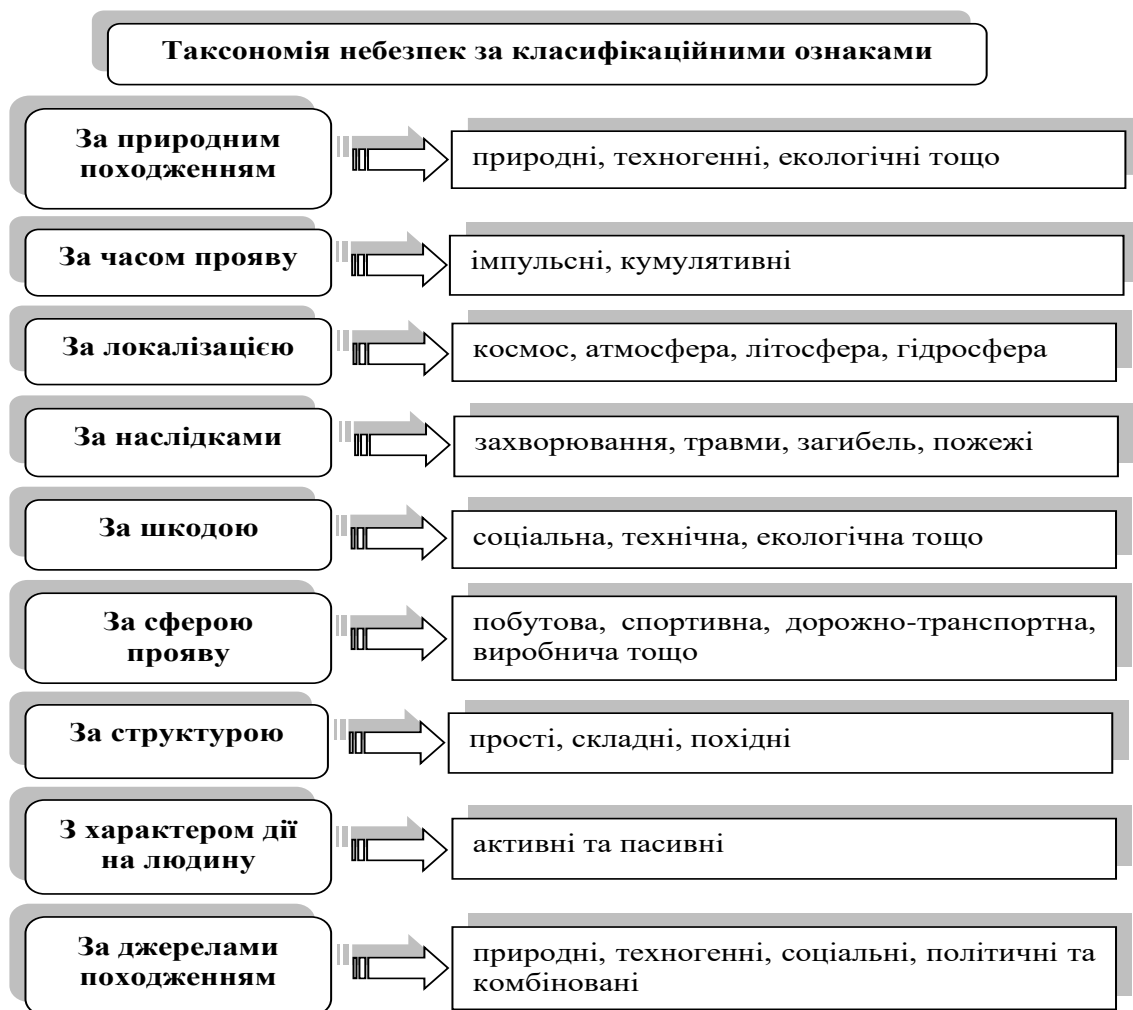 Таксономія небезпек за класифікаційними ознаками
За природним
походженням
природні, техногенні, екологічні тощо
За часом прояву
імпульсні, кумулятивні
За локалізацією
космос, атмосфера, літосфера, гідросфера
За наслідками
захворювання, травми, загибель, пожежі
За шкодою
соціальна, технічна, екологічна тощо
За сферою
прояву
побутова, спортивна, дорожно-транспортна,
виробнича тощо
За структурою
прості, складні, похідні
З характером дії
на людину
активні та пасивні
За джерелами
походженням
природні, техногенні, соціальні, політичні та
комбіновані